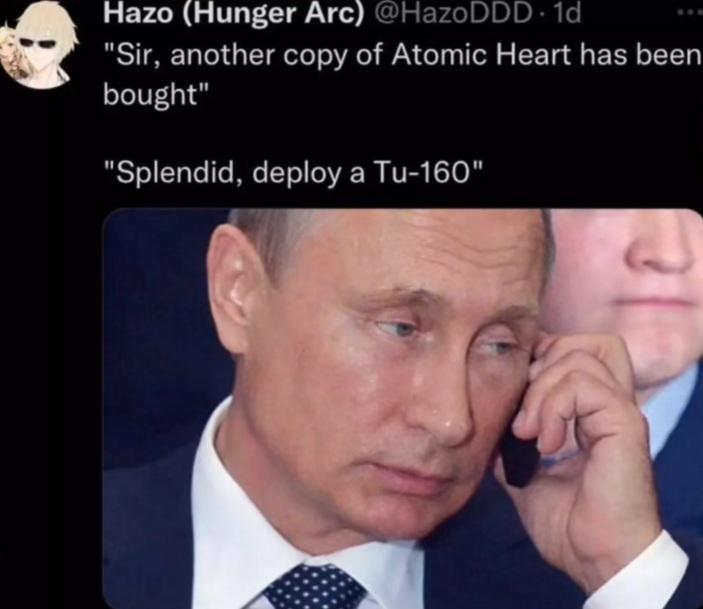 Hazo (Hunger Arc) @HazoDDD · 1d
"Sir, another copy of Atomic Heart has been
bought"
"Splendid, deploy a Tu-160"